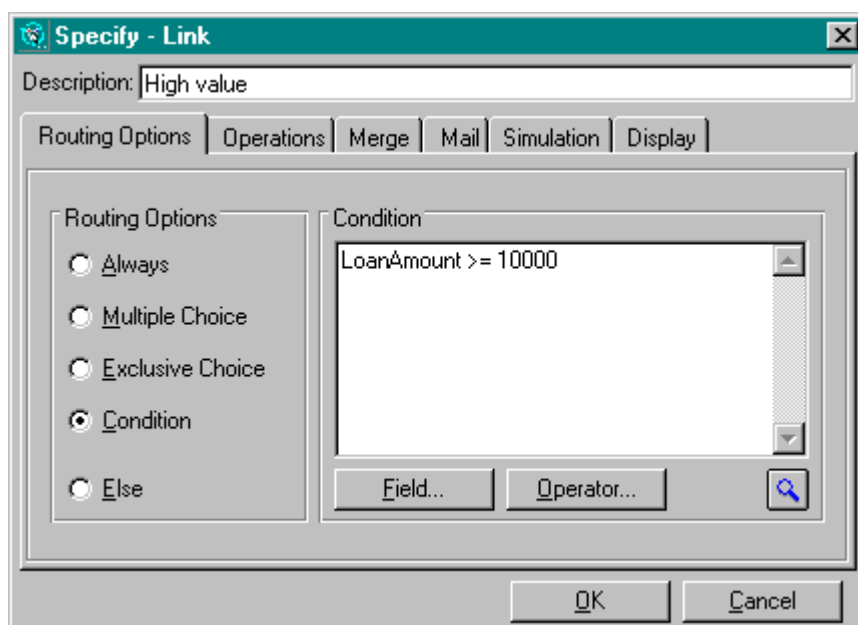 Specify - Link
Description: High value
Routing Options Operations Merge Mail Simulation Display
Routing Options
Always
Multiple Choice
Exclusive Choice
Condition
Else
Condition
LoanAmount >= 10000
Field... Operator...
OK Cancel